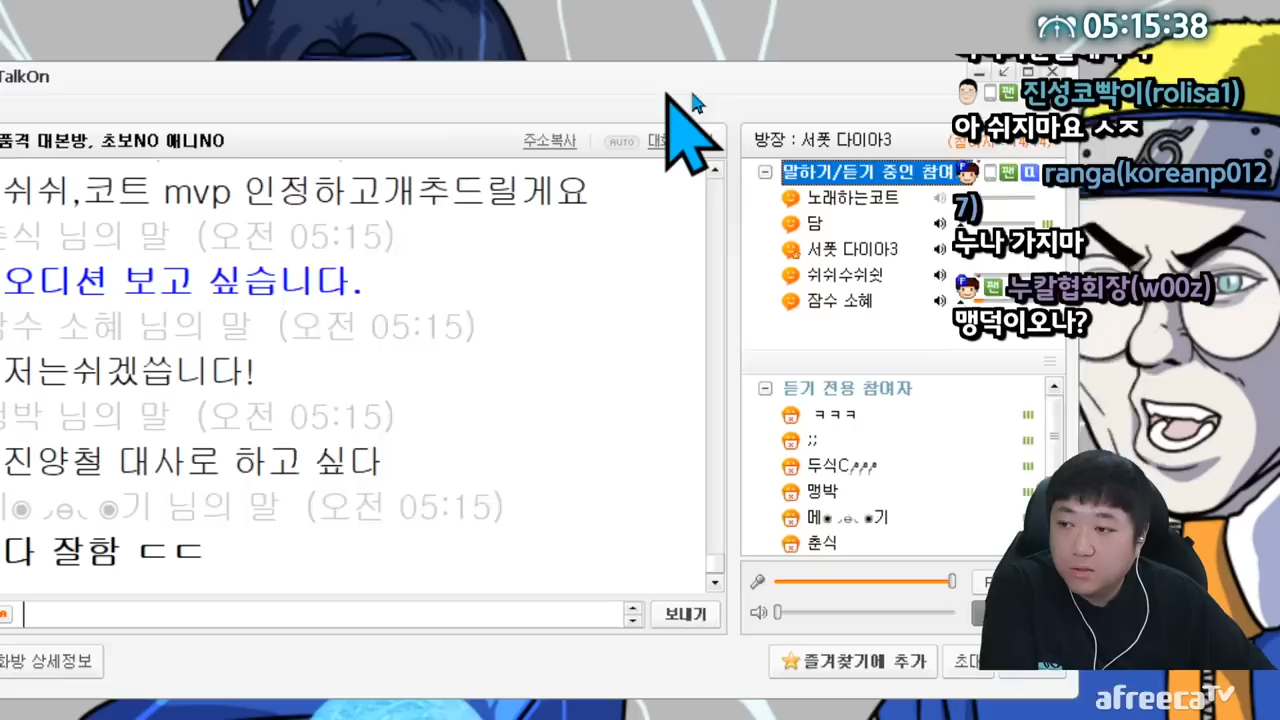 05:15:38
TalkOn
품격 대본방, 초보NO 애니NO
주소복사
AUTO
쉬쉬,코트 mvp 인정하고개추드릴게요
님의 말 (오전 05:15)
오디션 보고 싶습니다.
소혜 님의 말 (오전 05:15)
저는쉬겠씁니다!
맹박 님의 말 (오전 05:15)
진양철 대사로 하고 싶다
님의 말 (오전 05:15)
다 잘함 ㄷㄷ
보내기
상세정보
방장 : 서폿 다이아3
말하기/듣기 중인 참여
노래하는코트
담
서폿 다이아3
쉬쉬수쉬쉿
잠수 소혜
듣기 전용 참여자
ㅋㅋㅋ
;;
두식C
맹박
메◉◞ө◟◉기
춘식
즐겨찾기에 추가
초대
팬 진성코빡이(rolisa1)
아 쉬지마요 ㅅㅈ
팬 ranga(koreanp012
7)
누나 가지마
팬 누칼협회장(w00z)
맹덕이오나?
afreecaTV